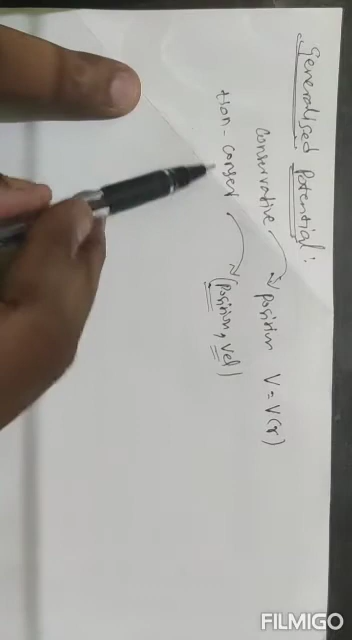 Generalised Potential:
Conservative → position V = V(r)
Non-conser → (position, vel)
FILMIGO